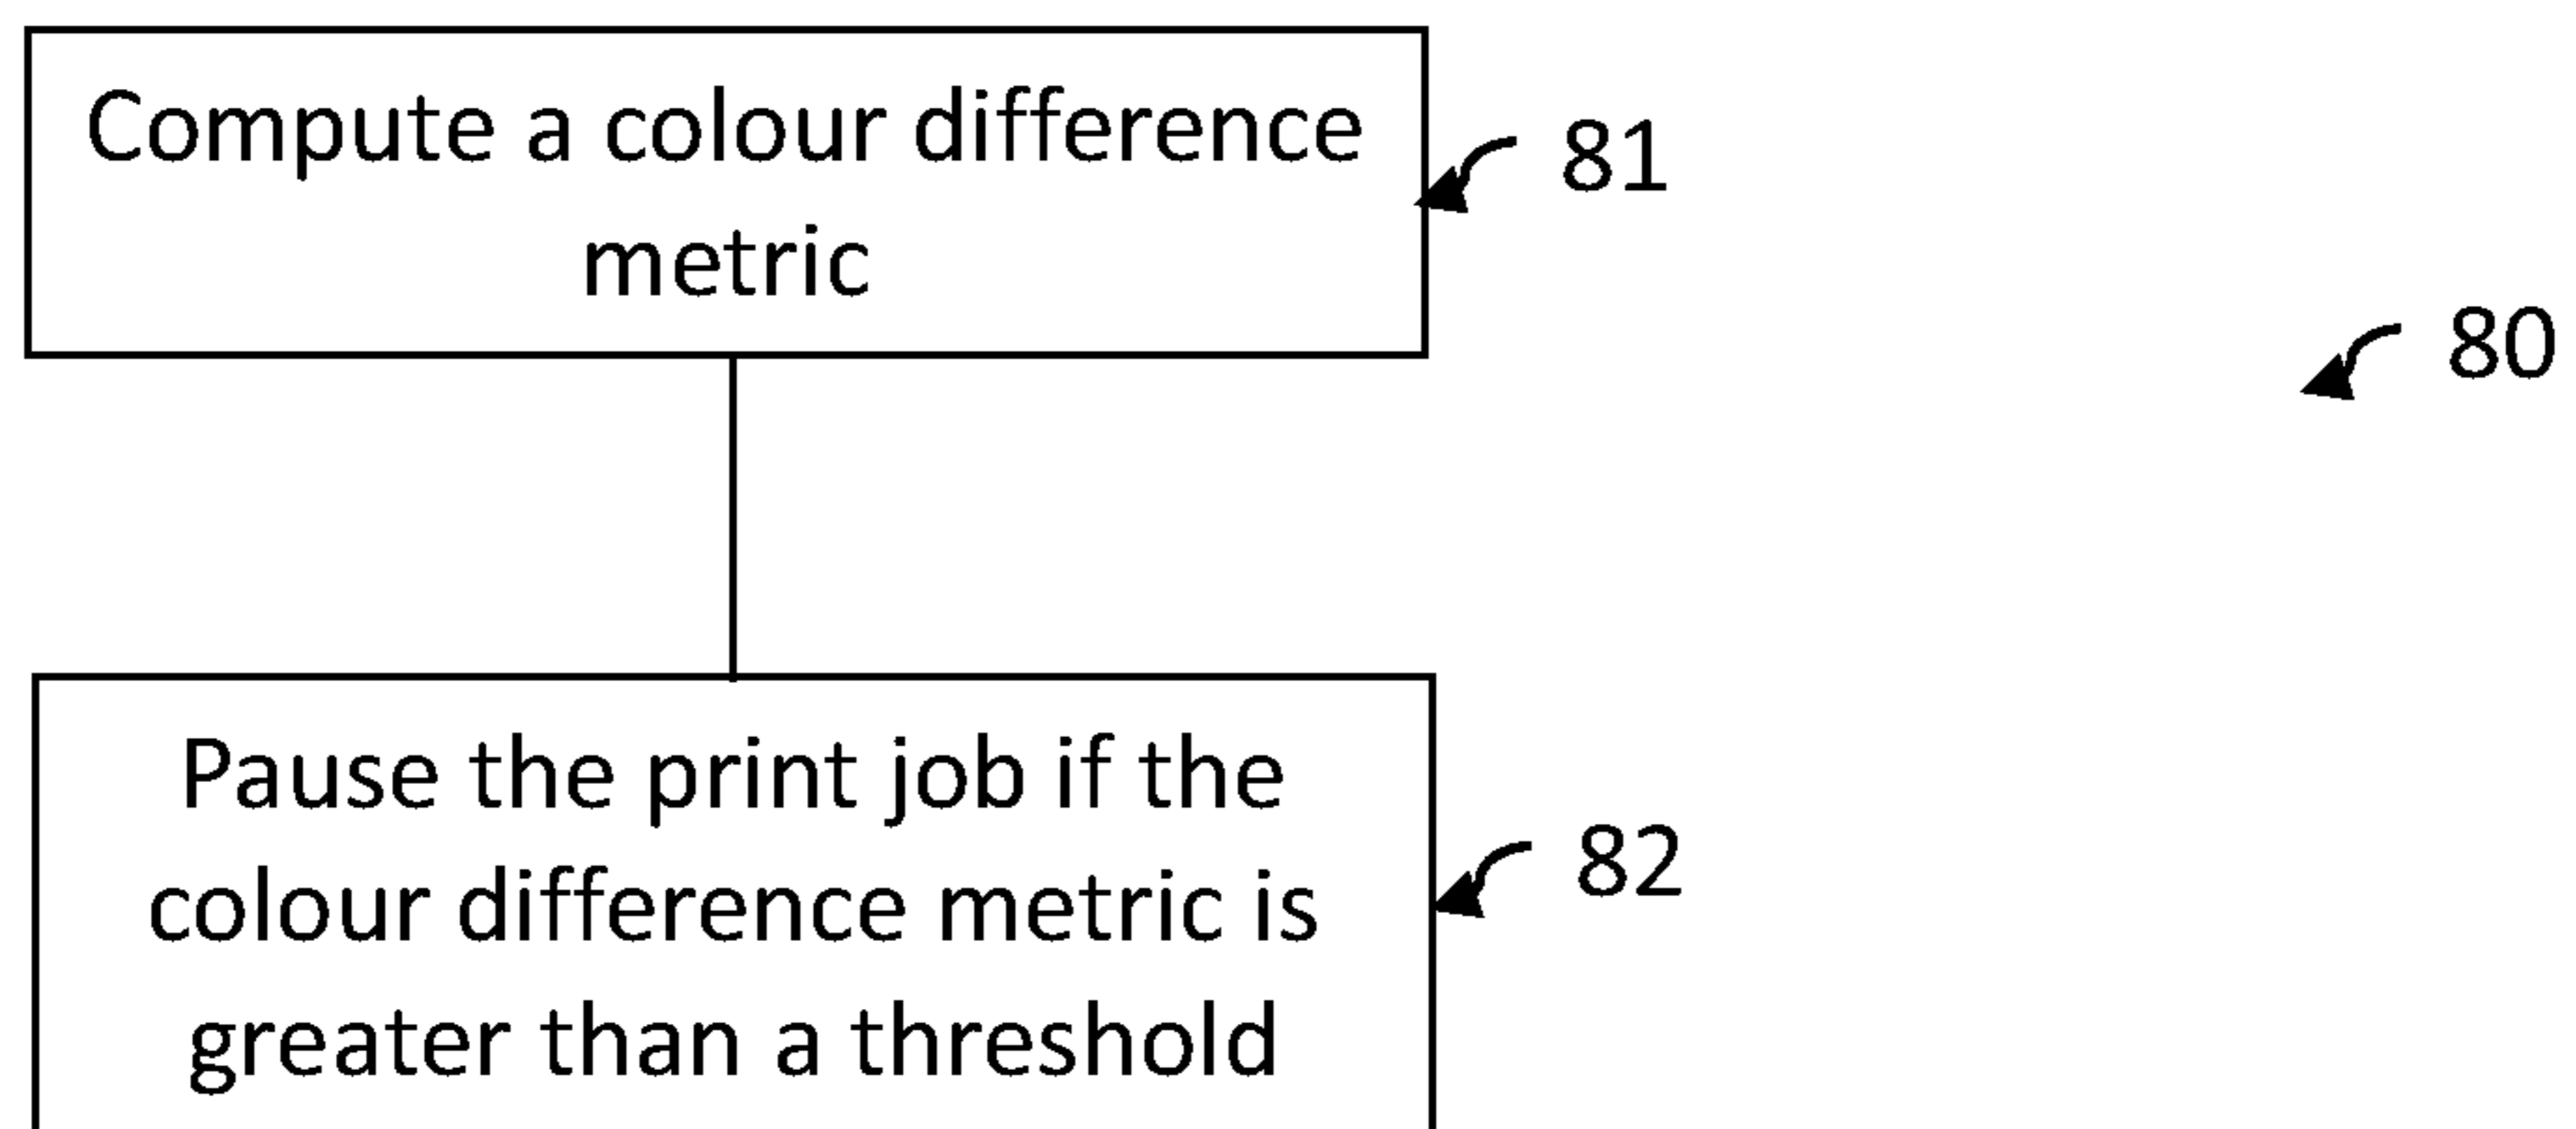 Compute a colour difference
metric
81
80
Pause the print job if the
colour difference metric is
greater than a threshold
82